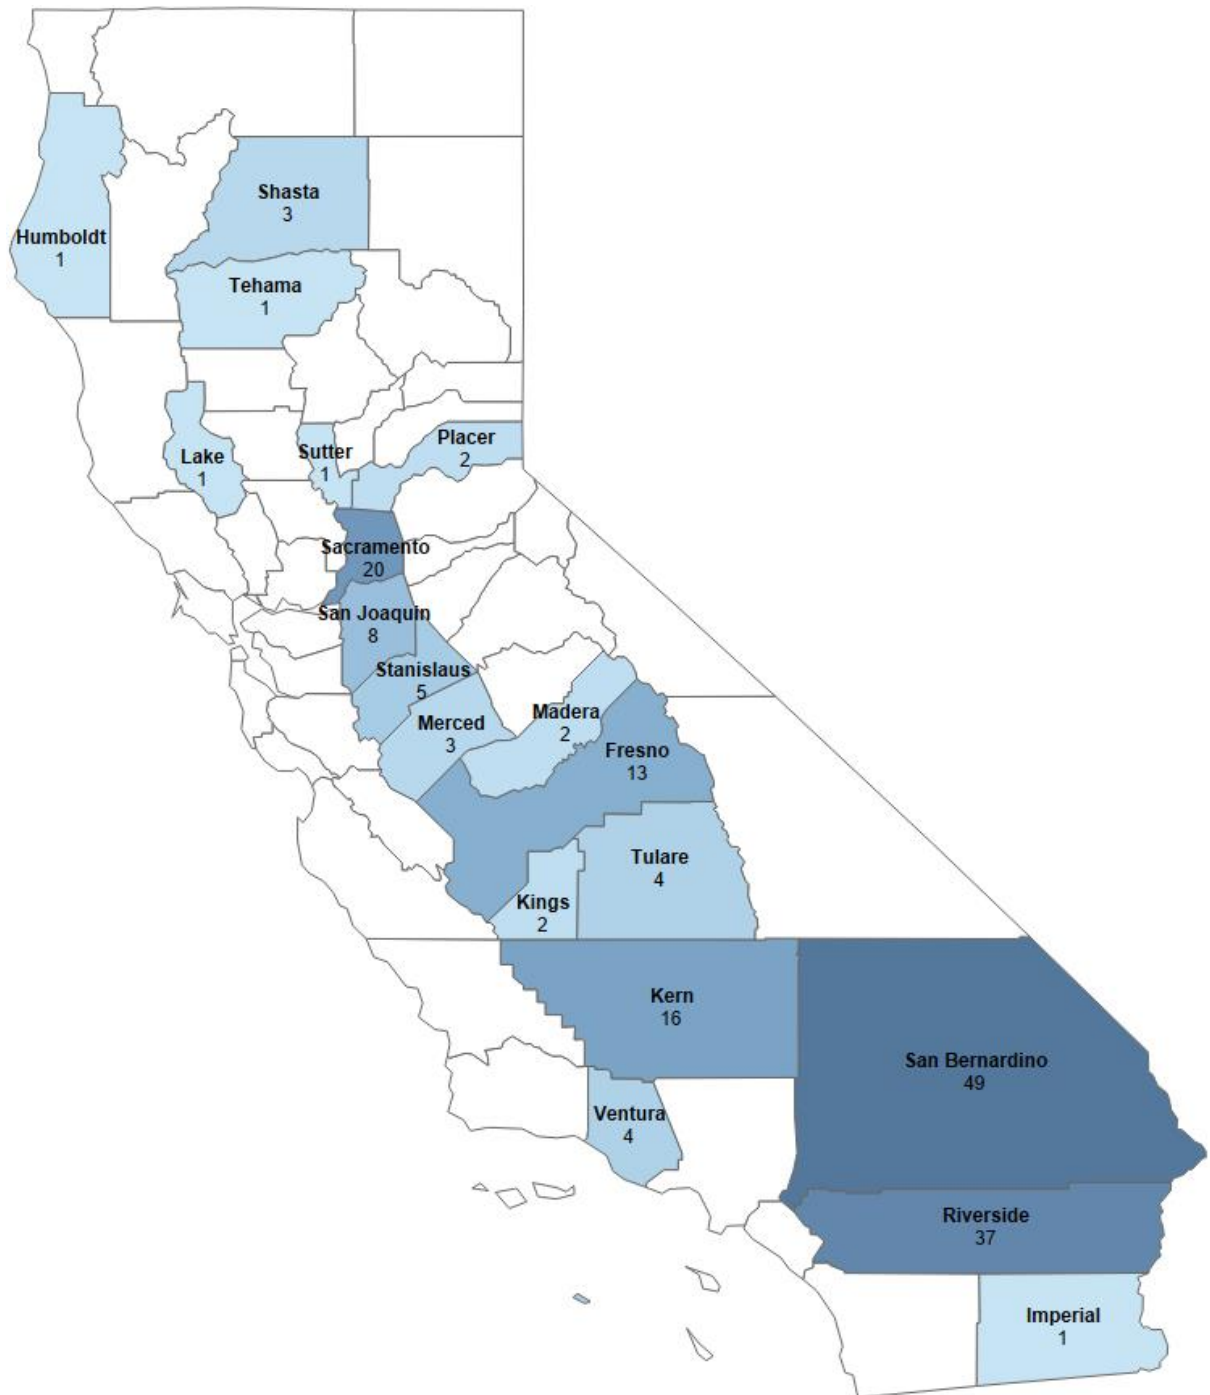 Shasta
3
Humboldt
1
Tehama
1
Placer
2
Sutter
1
Lake
1
Sacramento
20
San Joaquin
8
Stanislaus
5
Madera
2
Merced
3
Fresno
13
Tulare
4
Kings
2
Kern
16
San Bernardino
49
Ventura
4
Riverside
37
Imperial
1